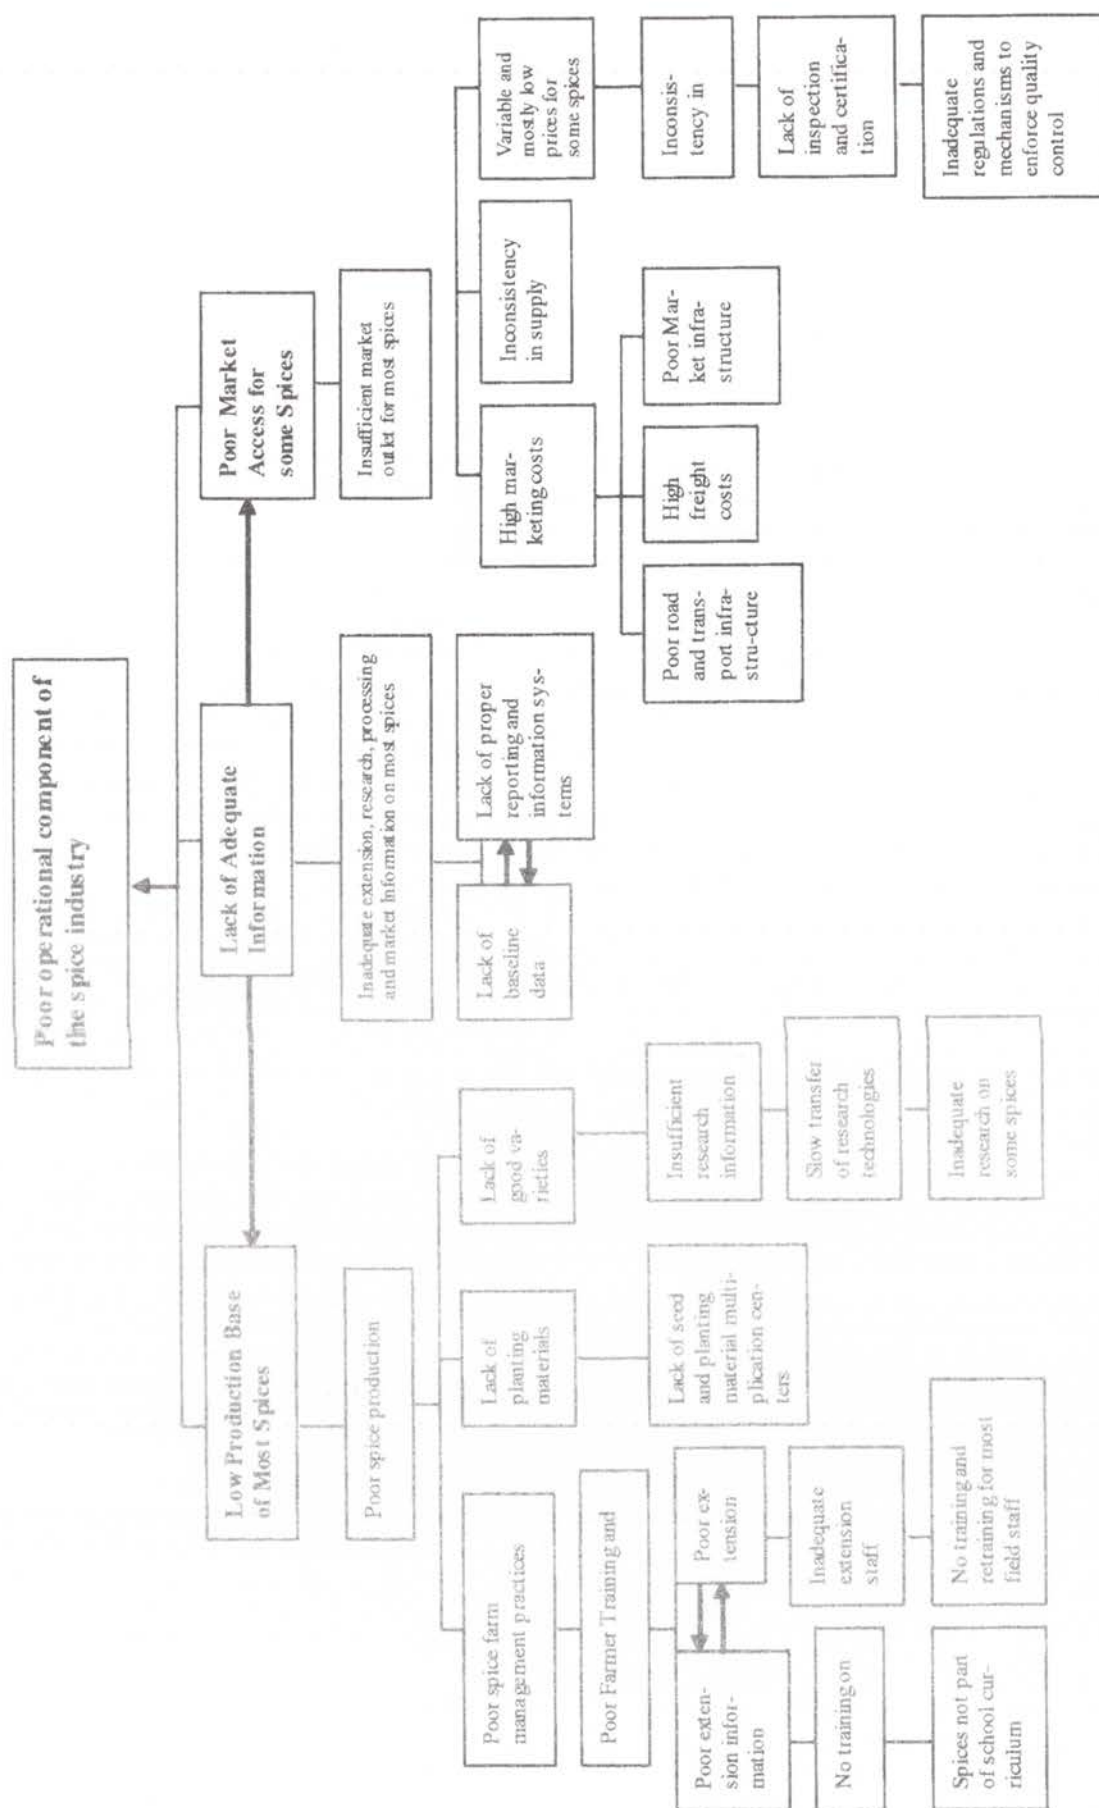 Poor operational component of
the spice industry
Low Production Base
of Most Spices
Lack of Adequate
Information
Poor Market
Access for
some Spices
Poor spice production
Inadequate extension, research, processing
and market information on most spices
Insufficient market
outlet for most spices
Poor spice farm
management practices
Lack of
planting
materials
Lack of
good va-
rieties
Lack of
baseline
data
Lack of proper
reporting and
information sys-
tems
High mar-
keting costs
Inconsistency
in supply
Variable and
mostly low
prices for
some spices
Poor Farmer Training and
Poor exten-
sion infor-
mation
Poor ex-
tension
Lack of seed
and planting
material multi-
plication cen-
ters
Insufficient
research
information
Poor road
and trans-
port infra-
stru-cture
High
freight
costs
Poor Mar-
ket infra-
structure
Inconsis-
tency in
No training on
Inadequate
extension
staff
Slow transfer
of research
technologies
Lack of
inspection
and certifica-
tion
Spices not part
of school cur-
riculum
No training and
retraining for most
field staff
Inadequate
research on
some spices
Inadequate
regulations and
mechanisms to
enforce quality
control